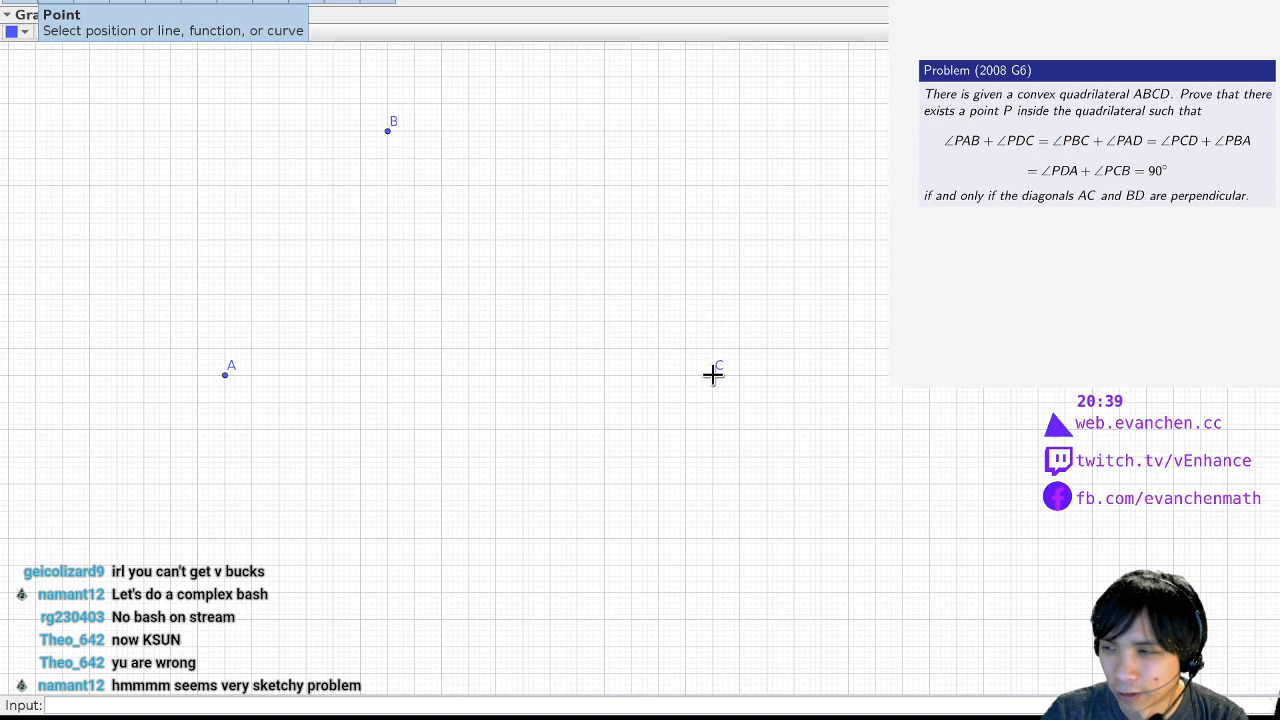 Gra
Point
Select position or line, function, or curve
B
A
C
Problem (2008 G6)
There is given a convex quadrilateral ABCD. Prove that there
exists a point P inside the quadrilateral such that
∠PAB + ∠PDC = ∠PBC + ∠PAD = ∠PCD + ∠PBA
= ∠PDA + ∠PCB = 90°
if and only if the diagonals AC and BD are perpendicular.
20:39
web.evanchen.cc
twitch.tv/vEnhance
fb.com/evanchenmath
geicolizard9 irl you can't get v bucks
namant12 Let's do a complex bash
rg230403 No bash on stream
Theo_642 now KSUN
Theo_642 yu are wrong
namant12 hmmmm seems very sketchy problem
Input: